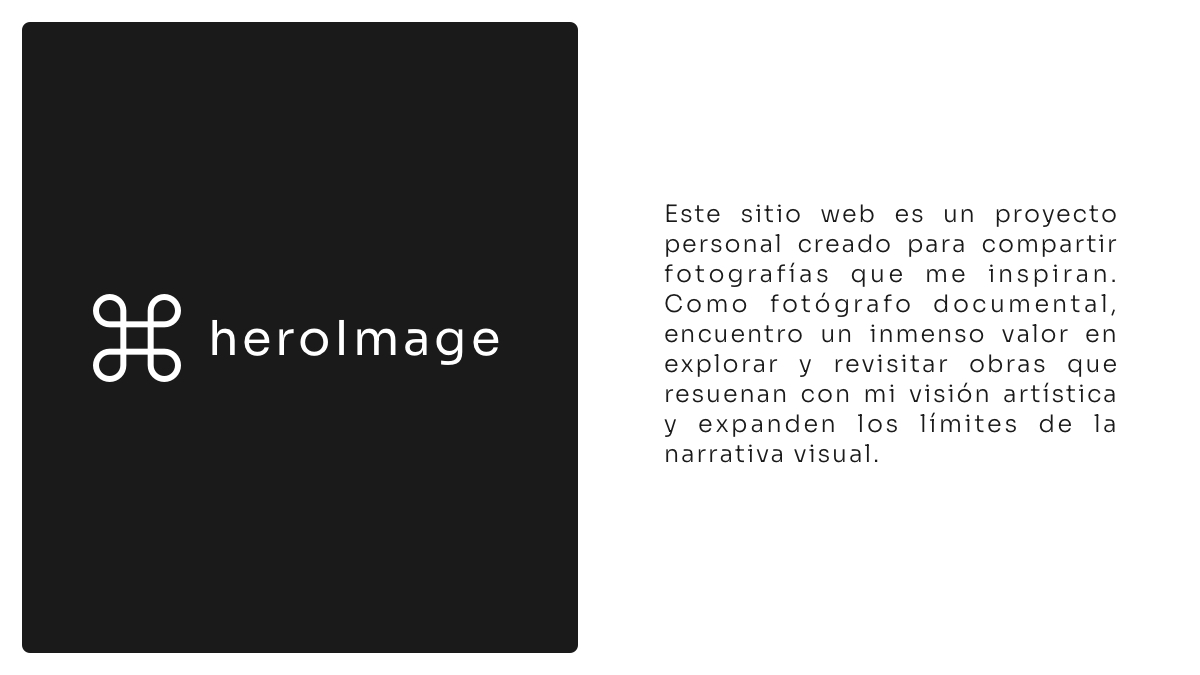 heroImage
Este sitio web es un proyecto
personal creado para compartir
fotografías que me inspiran.
Como fotógrafo documental,
encuentro un inmenso valor en
explorar y revisitar obras que
resuenan con mi visión artística
y expanden los límites de la
narrativa visual.